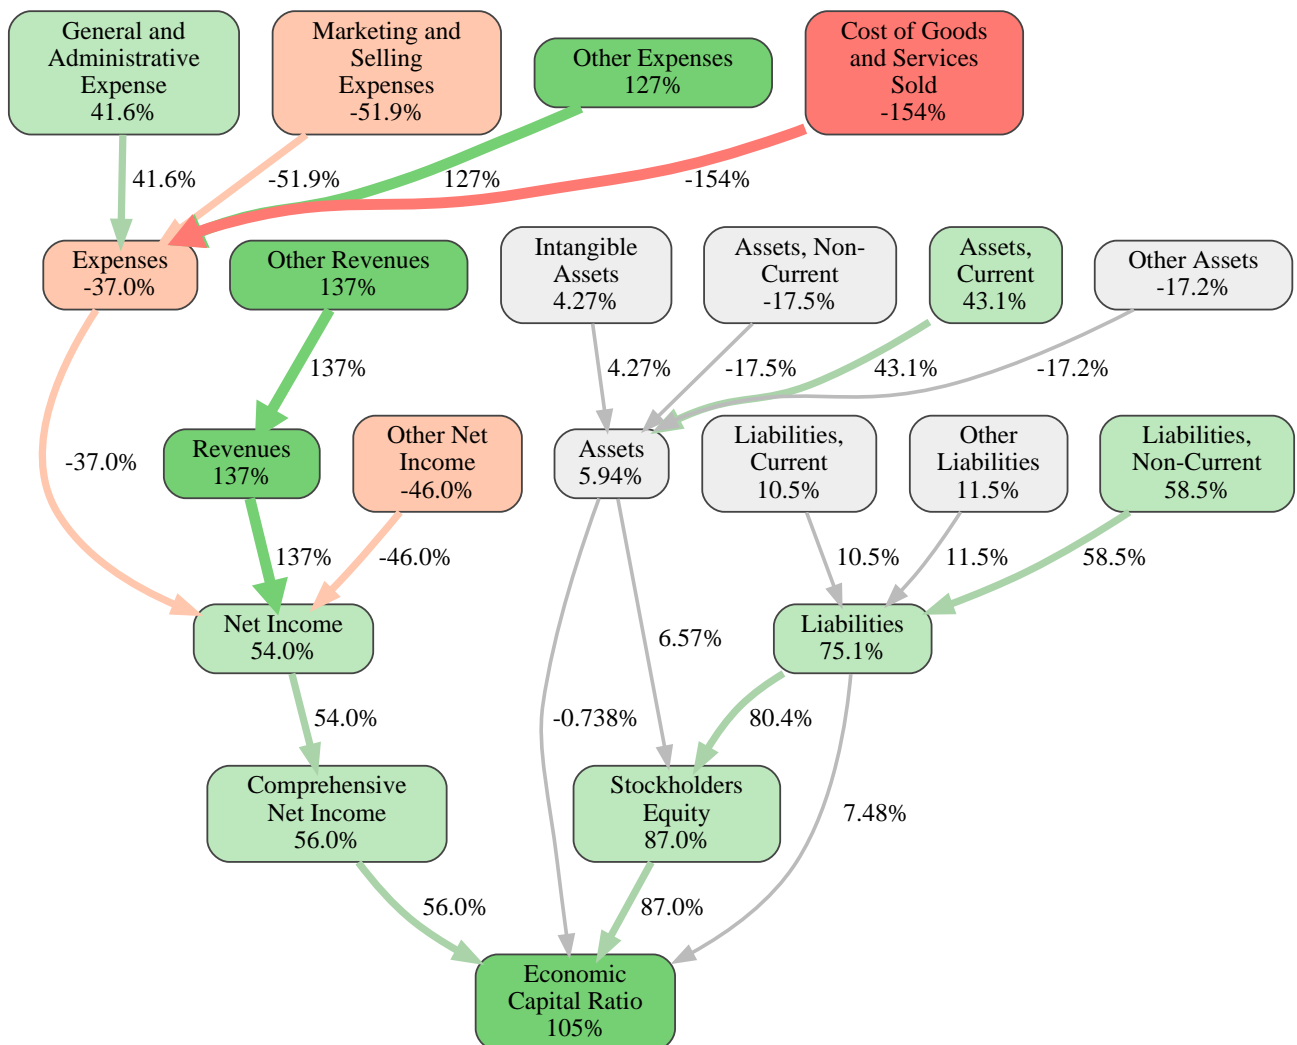 General and
Administrative
Expense
41.6%
Marketing and
Selling
Expenses
-51.9%
Other Expenses
127%
Cost of Goods
and Services
Sold
-154%
41.6%
-51.9%
127%
-154%
Expenses
-37.0%
Other Revenues
137%
Intangible
Assets
4.27%
Assets, Non-
Current
-17.5%
Assets,
Current
43.1%
Other Assets
-17.2%
137%
4.27%
-17.5%
43.1%
-17.2%
-37.0%
Revenues
137%
Other Net
Income
-46.0%
Assets
5.94%
Liabilities,
Current
10.5%
Other
Liabilities
11.5%
Liabilities,
Non-Current
58.5%
137%
-46.0%
10.5%
11.5%
58.5%
Net Income
54.0%
6.57%
Liabilities
75.1%
54.0%
-0.738%
80.4%
Comprehensive
Net Income
56.0%
Stockholders
Equity
87.0%
7.48%
56.0%
87.0%
Economic
Capital Ratio
105%